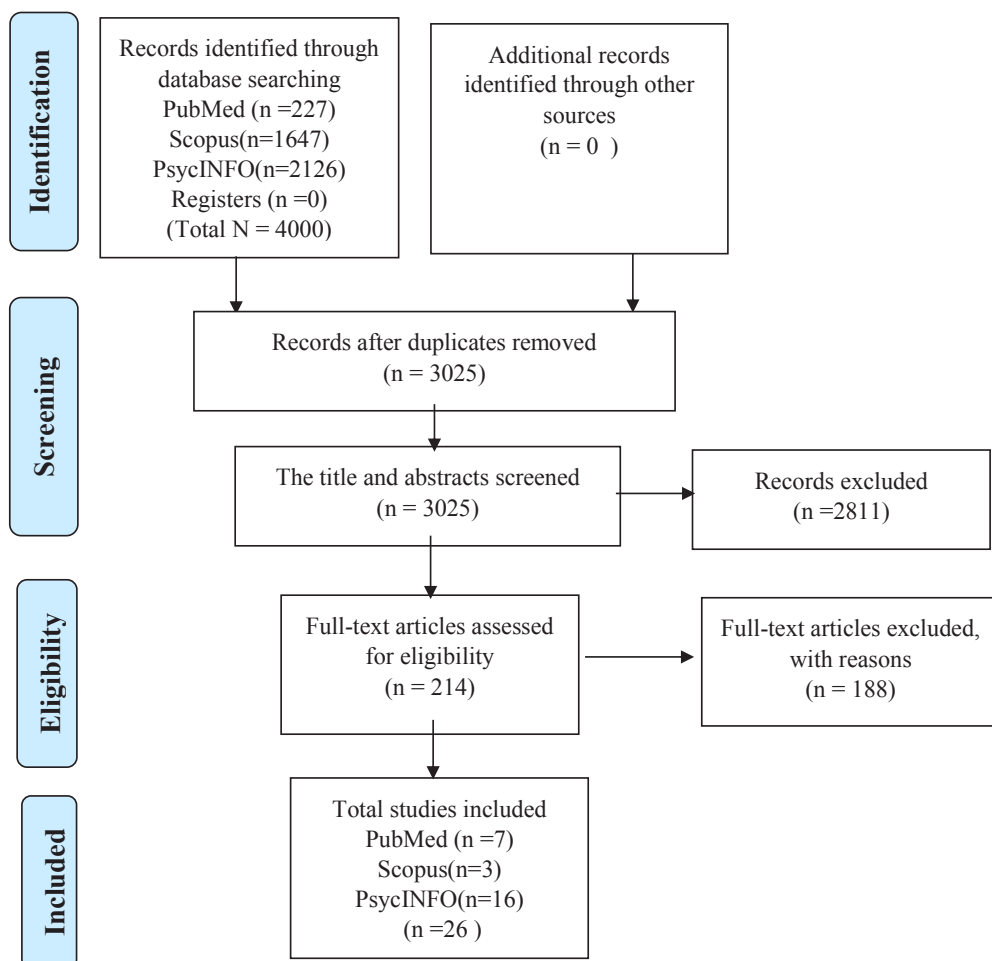 Identification
Records identified through
database searching
PubMed (n =227)
Scopus(n=1647)
PsycINFO(n=2126)
Registers (n =0)
(Total N = 4000)
Additional records
identified through other
sources
(n = 0 )
Screening
Records after duplicates removed
(n = 3025)
The title and abstracts screened
(n = 3025)
Records excluded
(n =2811)
Eligibility
Full-text articles assessed
for eligibility
(n = 214)
Full-text articles excluded,
with reasons
(n = 188)
Included
Total studies included
PubMed (n =7)
Scopus(n=3)
PsycINFO(n=16)
(n =26 )